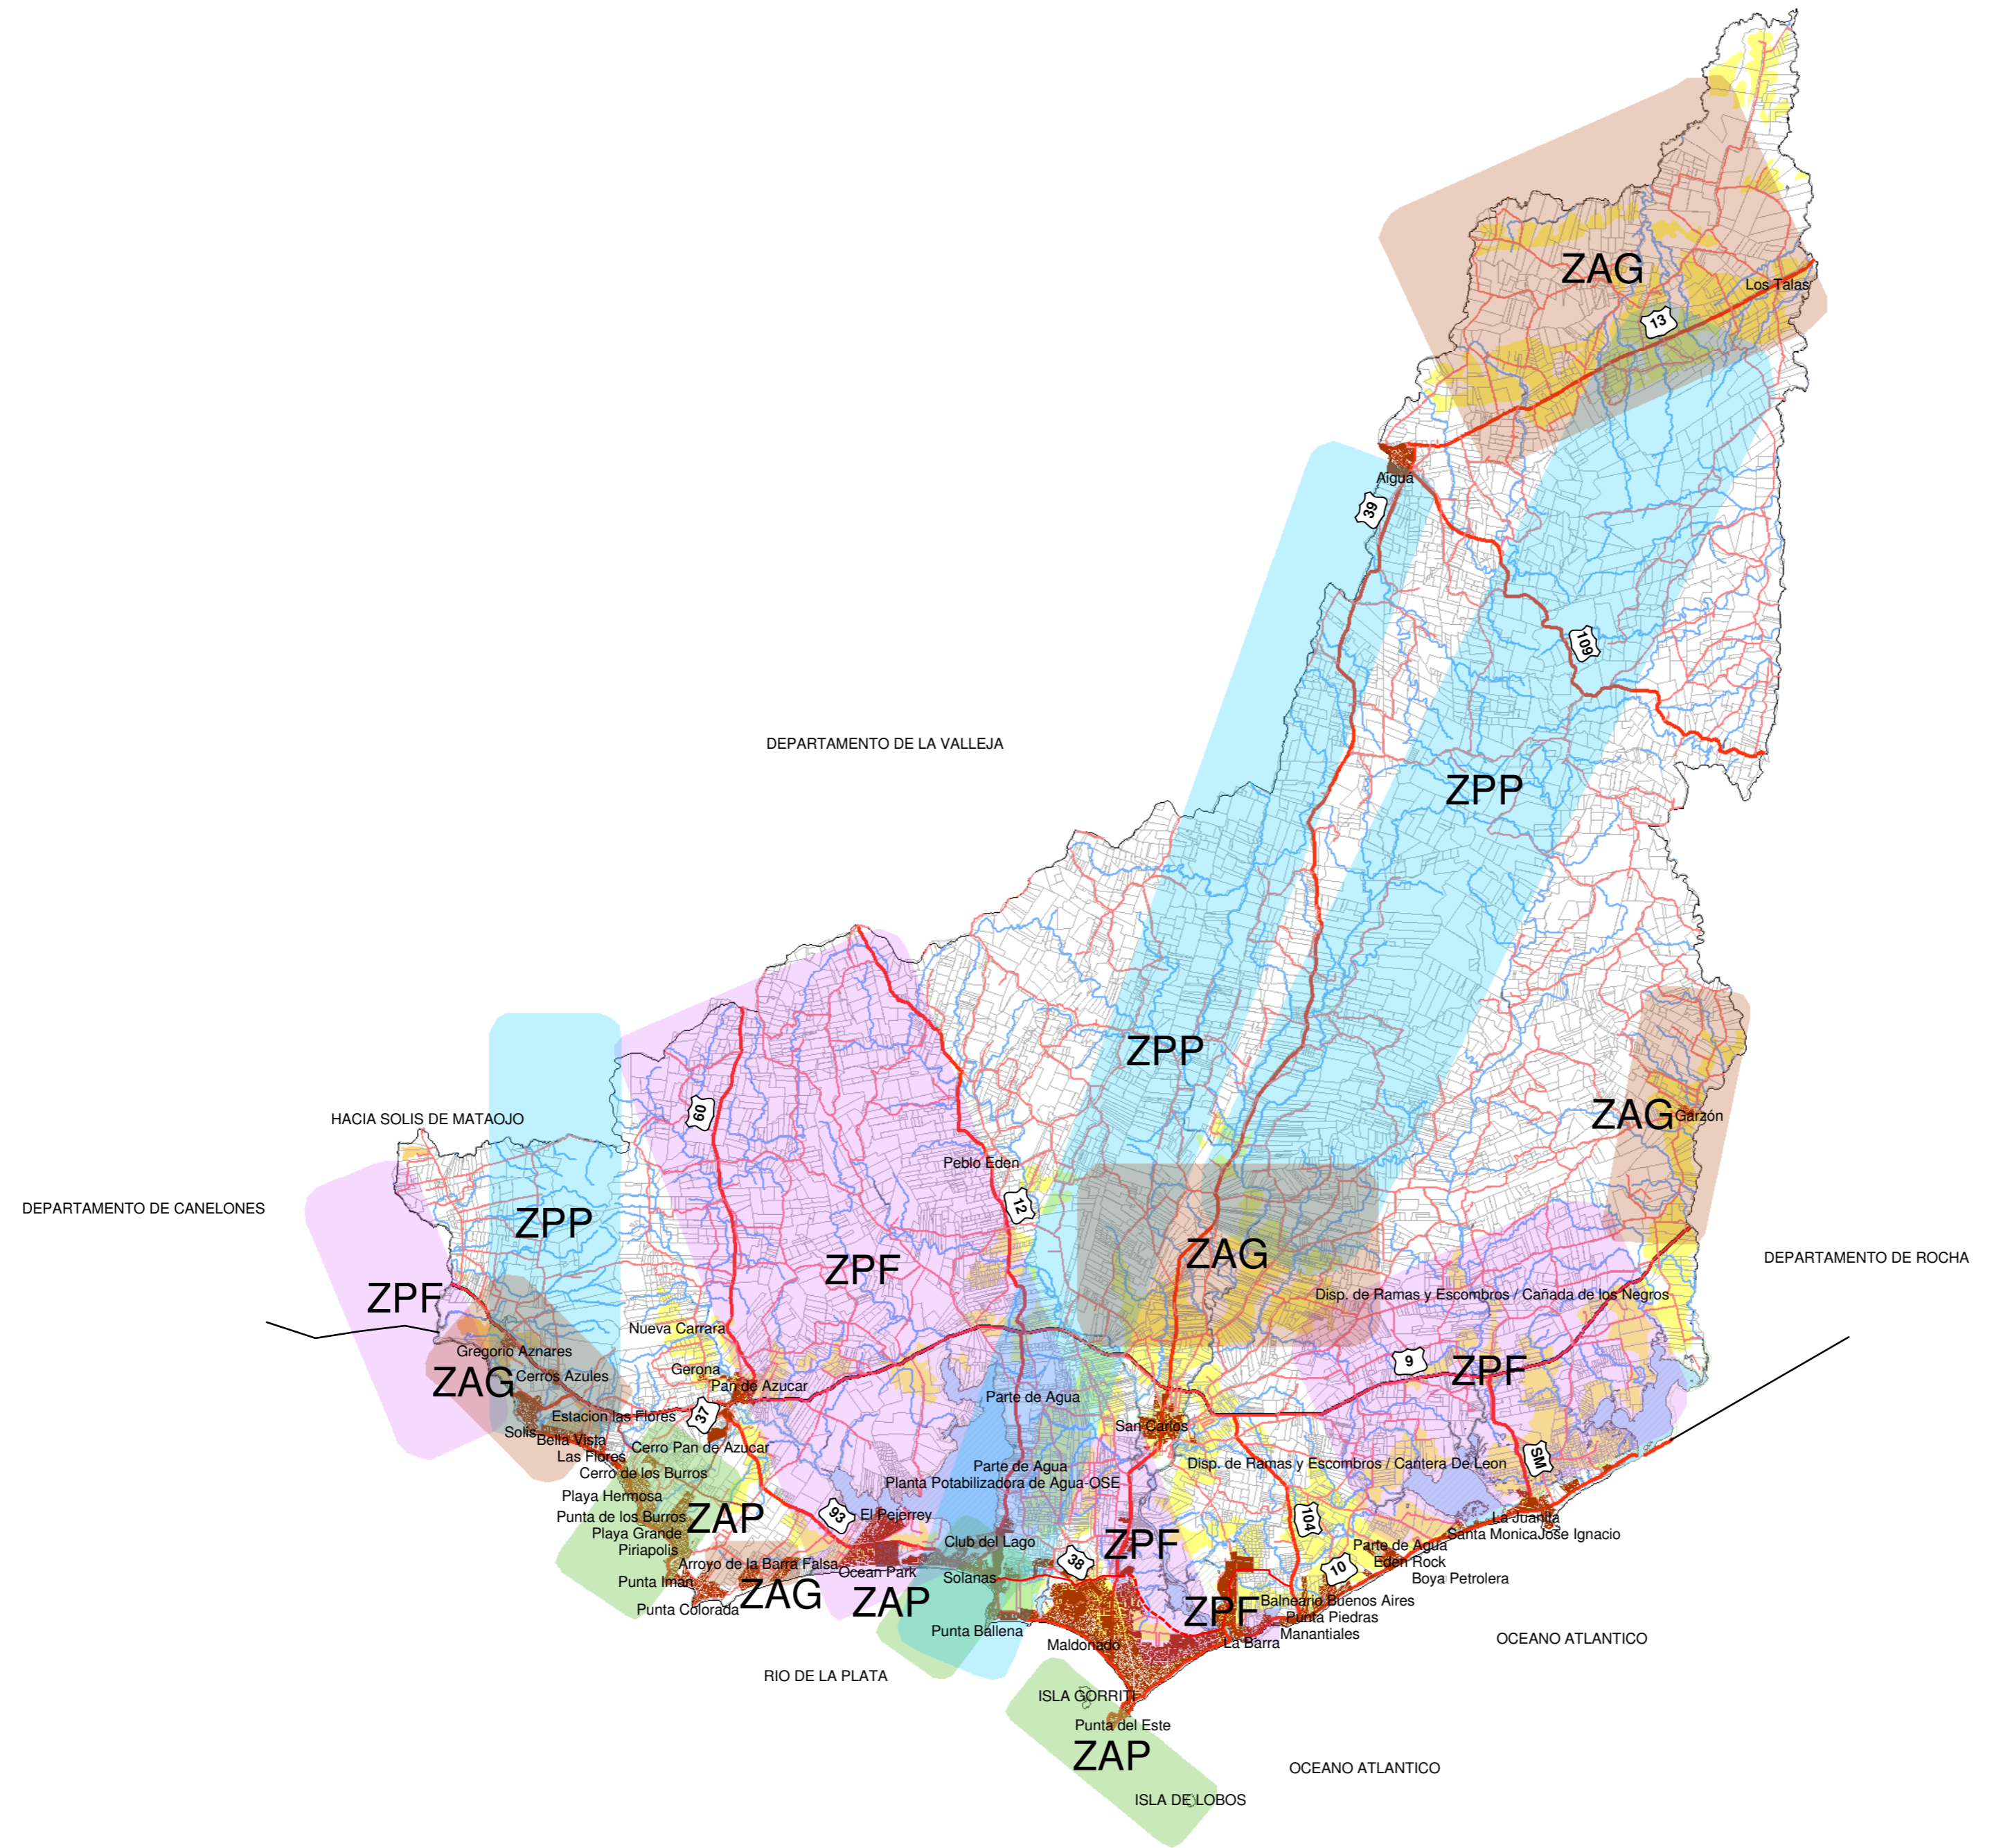 ZAG
Los Talas
13
Aiguá
39
109
DEPARTAMENTO DE LA VALLEJA
ZPP
ZPP
60
HACIA SOLIS DE MATAOJO
ZAG
Garzón
Peblo Eden
12
DEPARTAMENTO DE CANELONES
ZPP
ZPF
ZAG
DEPARTAMENTO DE ROCHA
ZPF
Disp. de Ramas y Escombros / Cañada de los Negros
Nueva Carrara
Gregorio Aznares
9
ZPF
Gerona
ZAG
Cerros Azules
Pan de Azucar
Parte de Agua
37
Estacion las Flores
San Carlos
Solis
Bella Vista
Cerro Pan de Azucar
Las Flores
SM
Disp. de Ramas y Escombros / Cantera De Leon
Parte de Agua
Cerro de los Burros
Planta Potabilizadora de Agua-OSE
Playa Hermosa
Punta de los Burros
ZAP
93
El Pejerrey
104
La Juanita
Playa Grande
Santa Monica
Jose Ignacio
Club del Lago
ZPF
Parte de Agua
Piriapolis
38
Eden Rock
Arroyo de la Barra Falsa
Ocean Park
10
Solanas
Boya Petrolera
Punta Iman
ZAG
ZAP
Balneario Buenos Aires
Punta Colorada
ZPF
Punta Piedras
Punta Ballena
Manantiales
Maldonado
La Barra
OCEANO ATLANTICO
RIO DE LA PLATA
ISLA GORRITI
Punta del Este
ZAP
OCEANO ATLANTICO
ISLA DE LOBOS